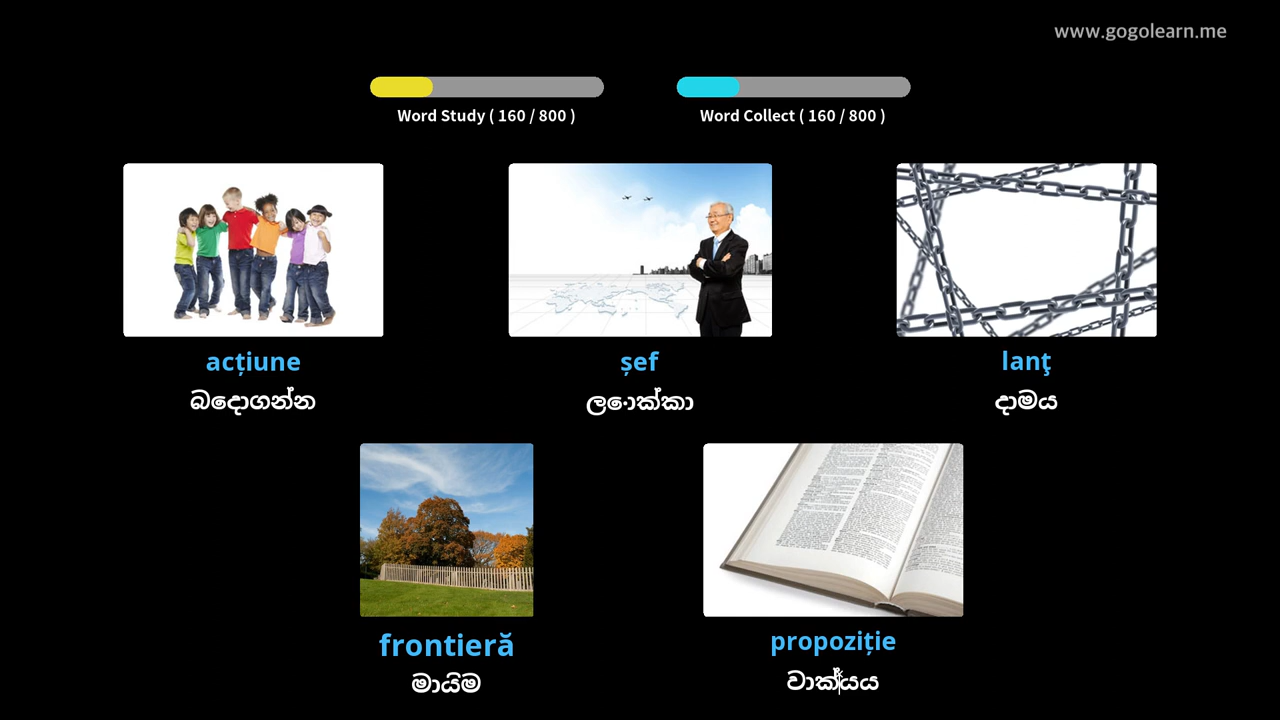 www.gogolearn.me
Word Study ( 160 / 800 )
Word Collect ( 160 / 800 )
acțiune
බදොගන්න
șef
ලොක්කා
lanţ
දාමය
frontieră
මායිම
propoziție
වාක්‍යය